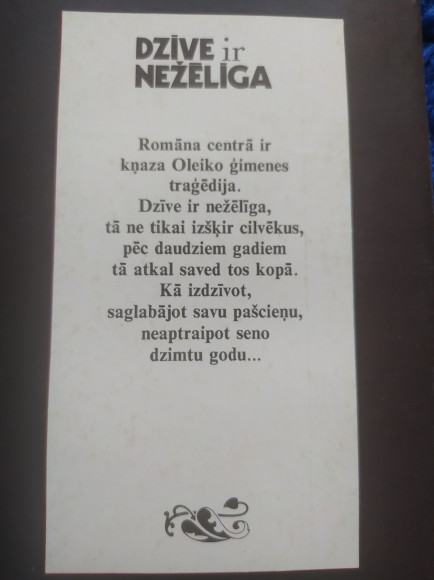 DZĪVE ir
NEŽĒLĪGA
Romāna centrā ir
kņaza Oleiko ģimenes
traģēdija.
Dzīve ir nežēlīga,
tā ne tikai izšķir cilvēkus,
pēc daudziem gadiem
tā atkal saved tos kopā.
Kā izdzīvot,
saglabājot savu pašcieņu,
neaptraipot seno
dzimtu godu...